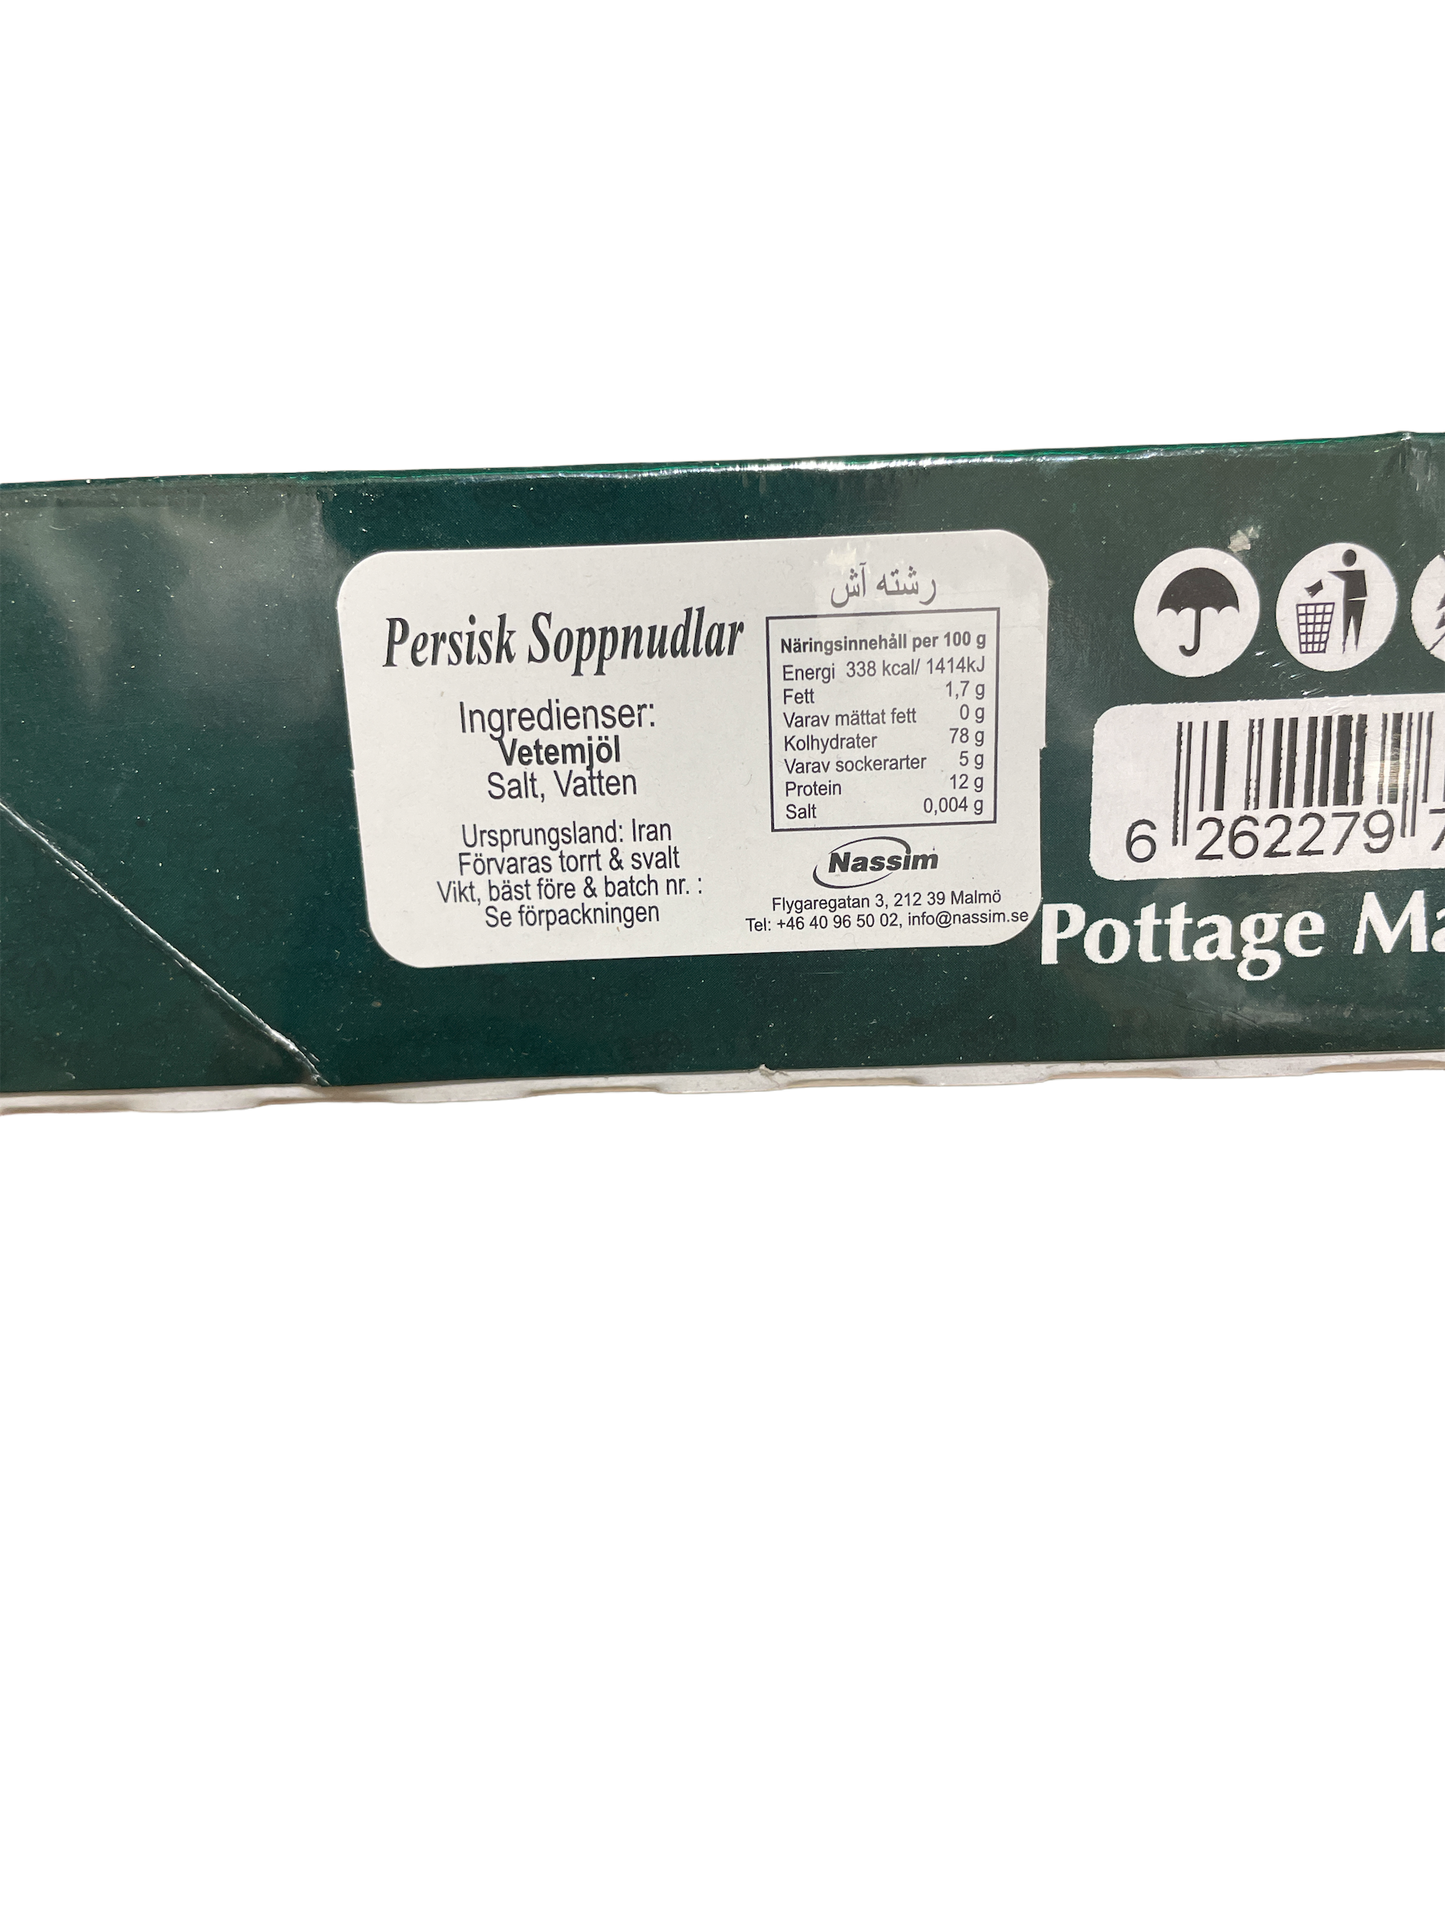 رشته آش
Persisk Soppnudlar
Ingredienser:
Vetemjöl
Salt, Vatten
Ursprungsland: Iran
Förvaras torrt & svalt
Vikt, bäst före & batch nr. :
Se förpackningen
Näringsinnehåll per 100 g
Energi 338 kcal/ 1414kJ
Fett 1,7 g
Varav mättat fett 0 g
Kolhydrater 78 g
Varav sockerarter 5 g
Protein 12 g
Salt 0,004 g
Nassim
Flygaregatan 3, 212 39 Malmö
Tel: +46 40 96 50 02, info@nassim.se
6 262279 7
Pottage Ma